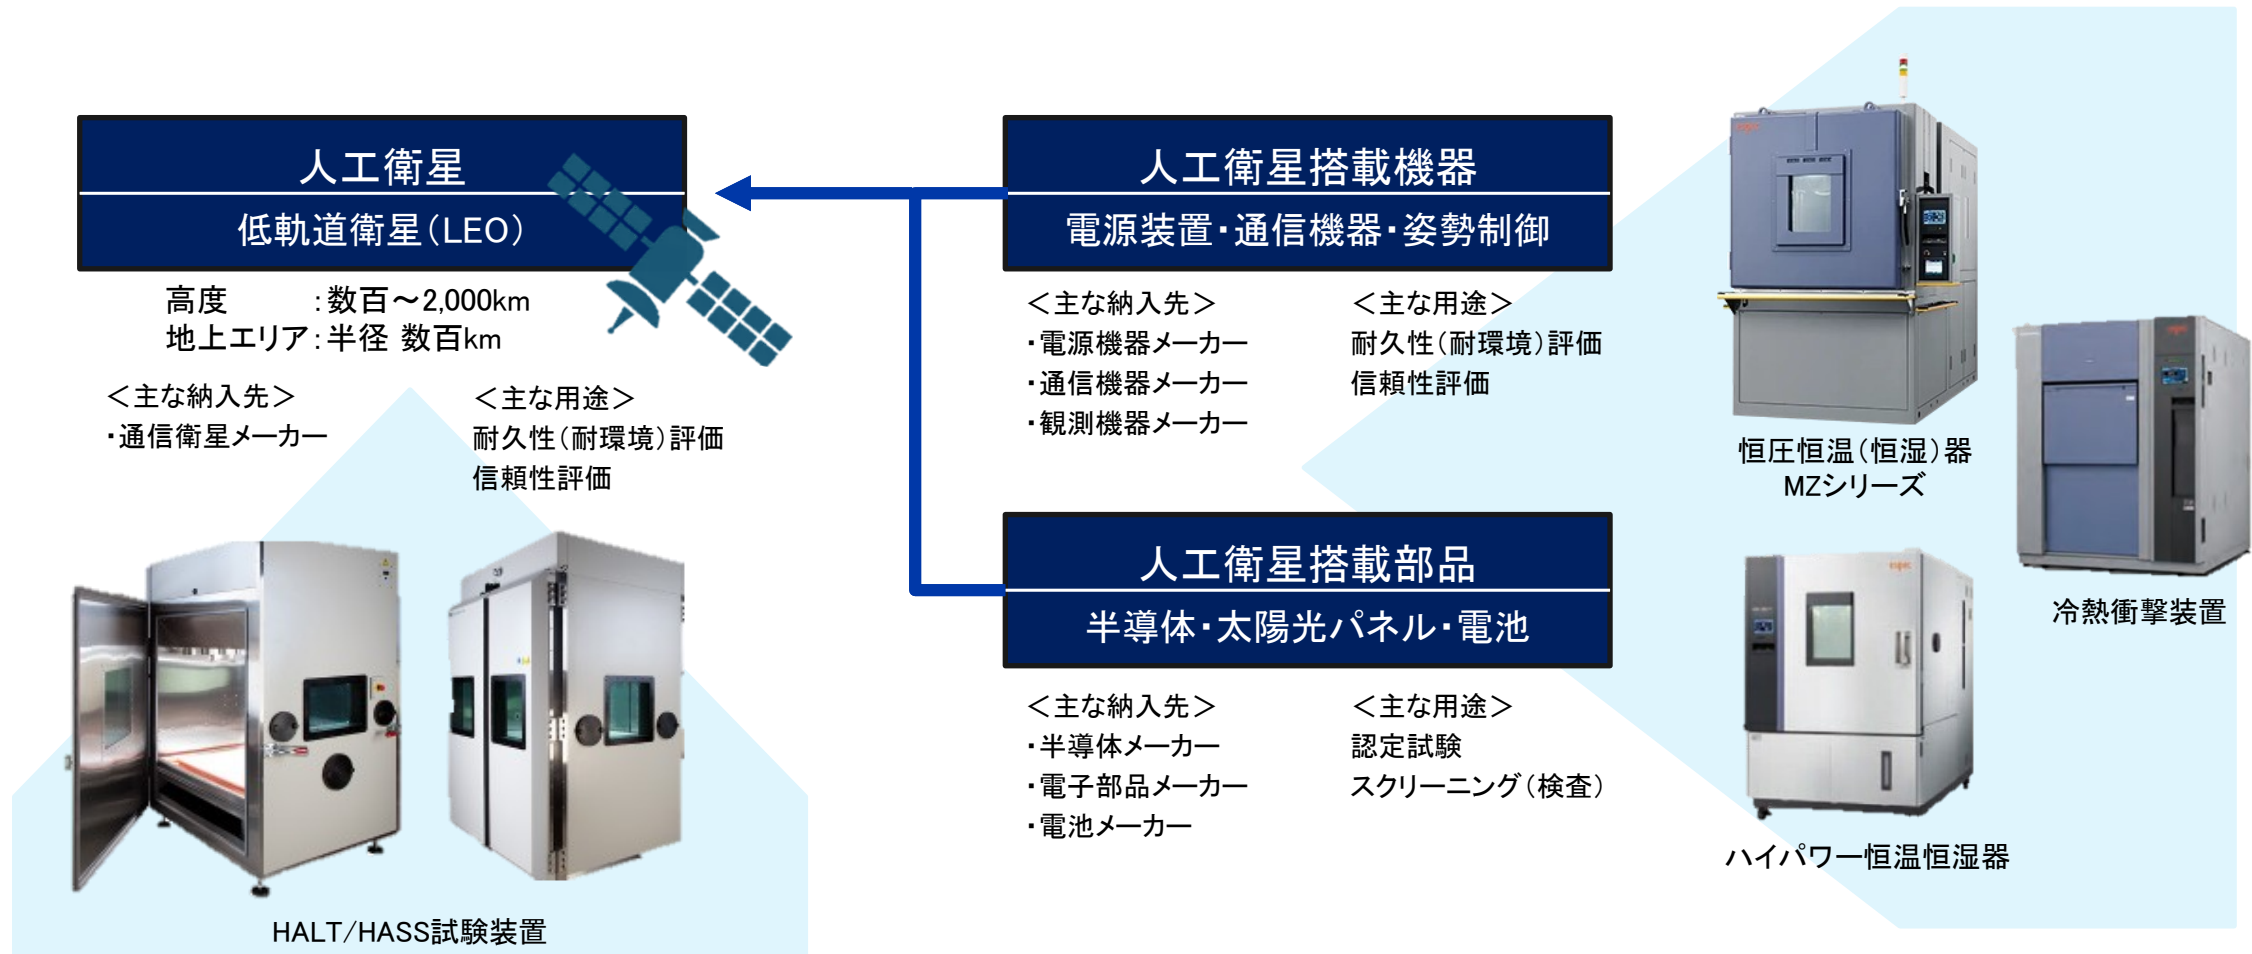 人工衛星
低軌道衛星（LEO）
高度　　　：数百～2,000km
地上エリア：半径 数百km
＜主な納入先＞
・通信衛星メーカー
＜主な用途＞
耐久性（耐環境）評価
信頼性評価
HALT/HASS試験装置
人工衛星搭載機器
電源装置・通信機器・姿勢制御
＜主な納入先＞
・電源機器メーカー
・通信機器メーカー
・観測機器メーカー
＜主な用途＞
耐久性（耐環境）評価
信頼性評価
人工衛星搭載部品
半導体・太陽光パネル・電池
＜主な納入先＞
・半導体メーカー
・電子部品メーカー
・電池メーカー
＜主な用途＞
認定試験
スクリーニング（検査）
恒圧恒温（恒湿）器
MZシリーズ
冷熱衝撃装置
espec
ハイパワー恒温恒湿器